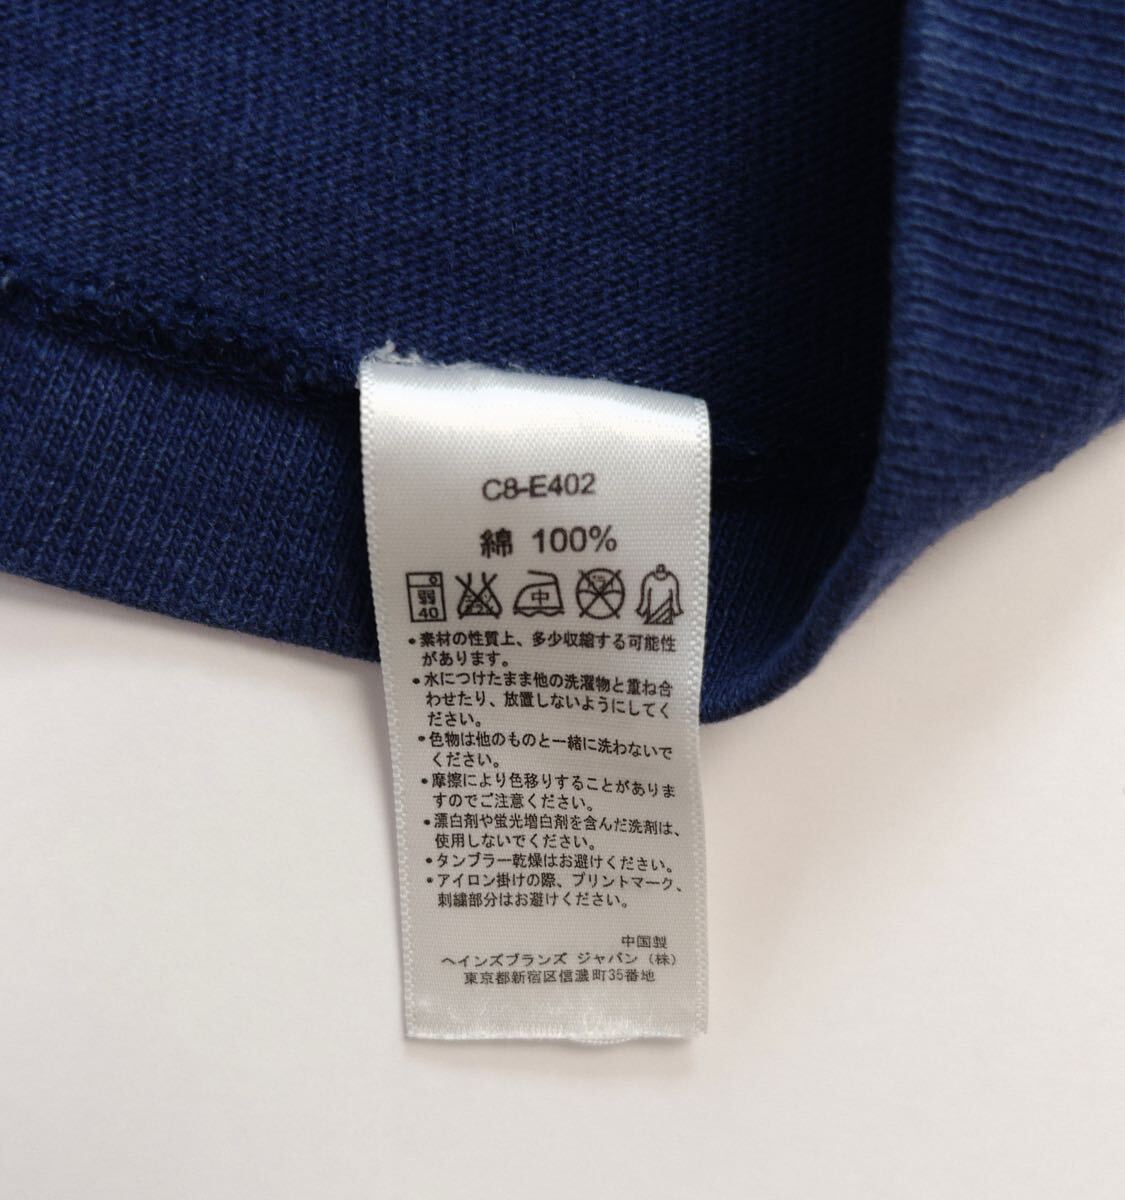 C8-E402
綿 100%
弱 中
40
•素材の性質上、多少収縮する可能性
があります。
•水につけたまま他の洗濯物と重ね合
わせたり、放置しないようにしてく
ださい。
•色物は他のものと一緒に洗わないで
ください。
•摩擦により色移りすることがありま
すのでご注意ください。
•漂白剤や蛍光増白剤を含んだ洗剤は、
使用しないでください。
•タンブラー乾燥はお避けください。
•アイロン掛けの際、プリントマーク、
刺繍部分はお避けください。
中国製
ヘインズブランズ ジャパン (株)
東京都新宿区信濃町35番地